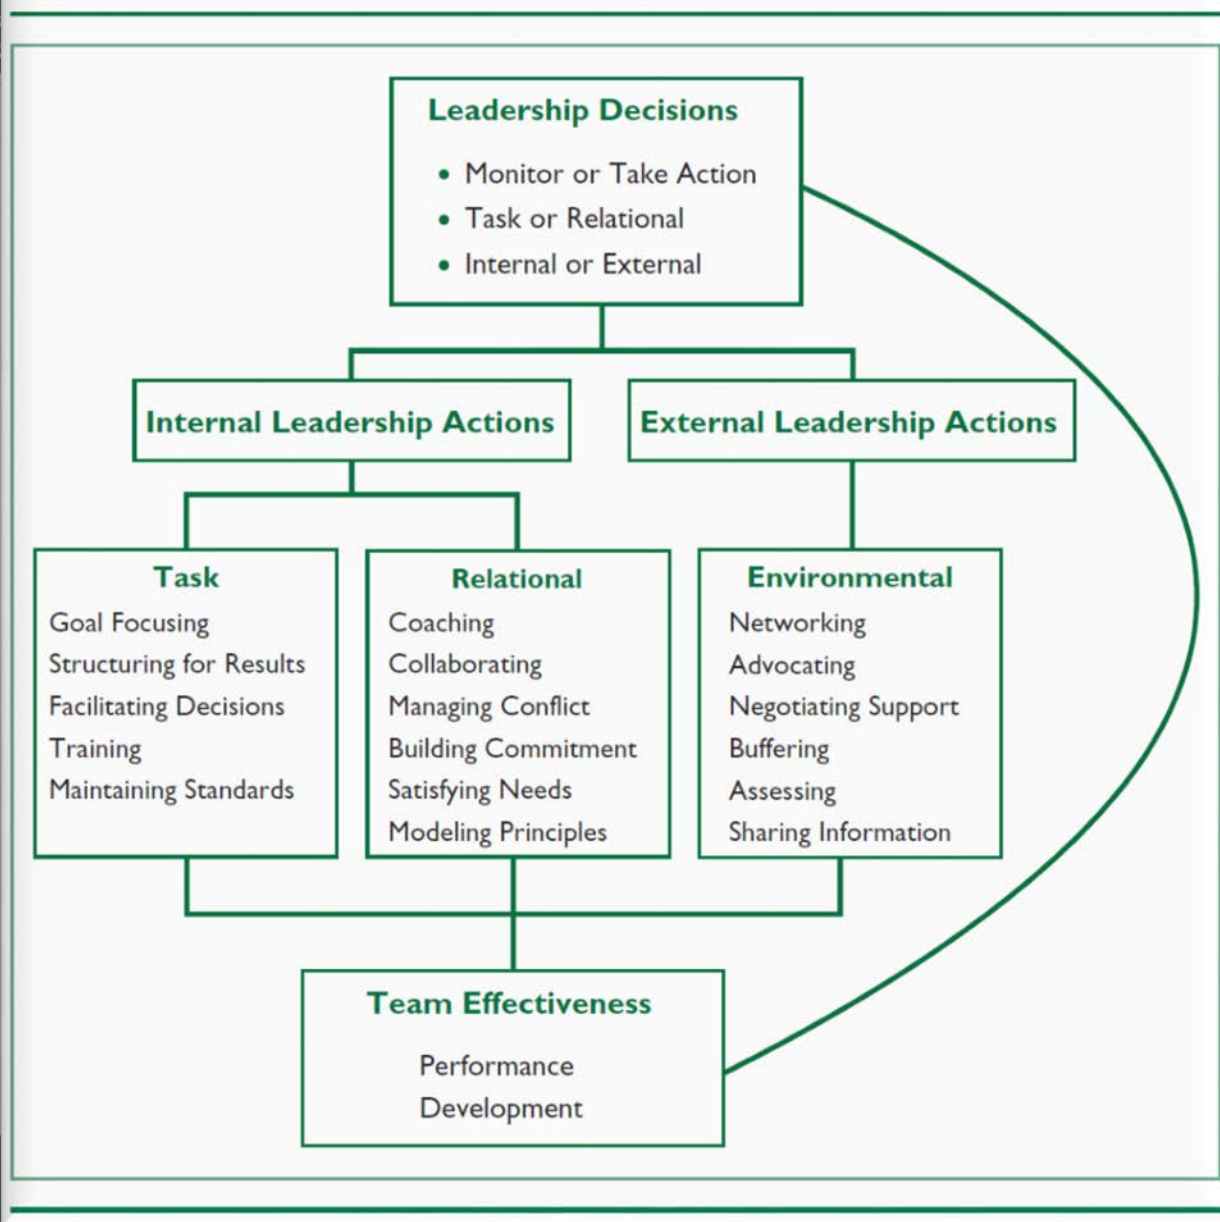 Leadership Decisions
• Monitor or Take Action
• Task or Relational
• Internal or External
Internal Leadership Actions
External Leadership Actions
Task
Goal Focusing
Structuring for Results
Facilitating Decisions
Training
Maintaining Standards
Relational
Coaching
Collaborating
Managing Conflict
Building Commitment
Satisfying Needs
Modeling Principles
Environmental
Networking
Advocating
Negotiating Support
Buffering
Assessing
Sharing Information
Team Effectiveness
Performance
Development